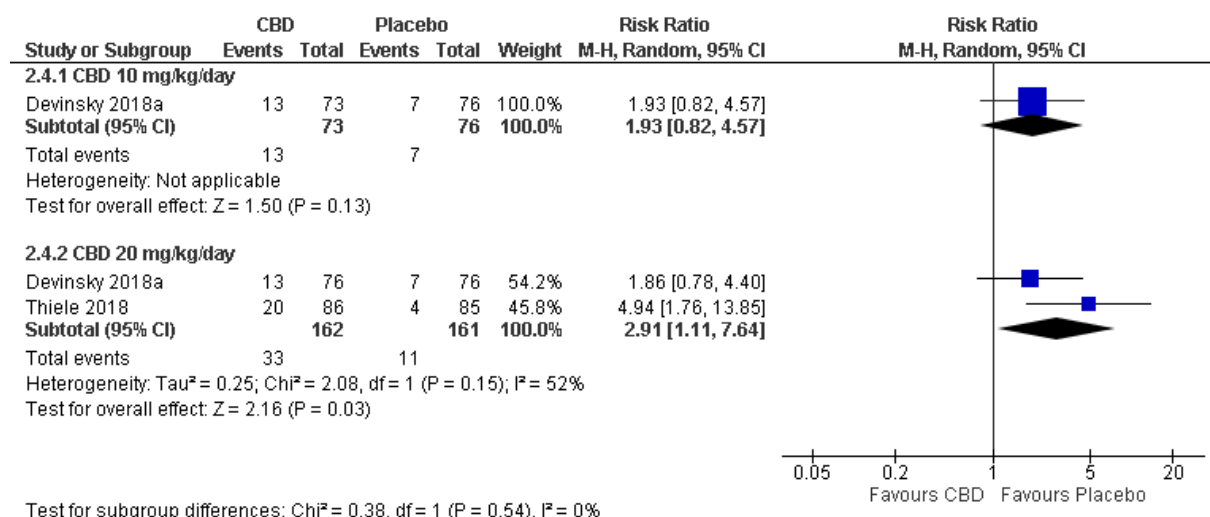 CBD Placebo Risk Ratio Risk Ratio
Study or Subgroup Events Total Events Total Weight M-H, Random, 95% CI M-H, Random, 95% CI
2.4.1 CBD 10 mg/kg/day
Devinsky 2018a 13 73 7 76 100.0% 1.93 [0.82, 4.57]
Subtotal (95% CI) 73 76 100.0% 1.93 [0.82, 4.57]
Total events 13 7
Heterogeneity: Not applicable
Test for overall effect: Z = 1.50 (P = 0.13)
2.4.2 CBD 20 mg/kg/day
Devinsky 2018a 13 76 7 76 54.2% 1.86 [0.78, 4.40]
Thiele 2018 20 86 4 85 45.8% 4.94 [1.76, 13.85]
Subtotal (95% CI) 162 161 100.0% 2.91 [1.11, 7.64]
Total events 33 11
Heterogeneity: Tau² = 0.25; Chi² = 2.08, df = 1 (P = 0.15); I² = 52%
Test for overall effect: Z = 2.16 (P = 0.03)
0.05 0.2 1 5 20
Favours CBD Favours Placebo
Test for subgroup differences: Chi² = 0.38, df = 1 (P = 0.54), I² = 0%